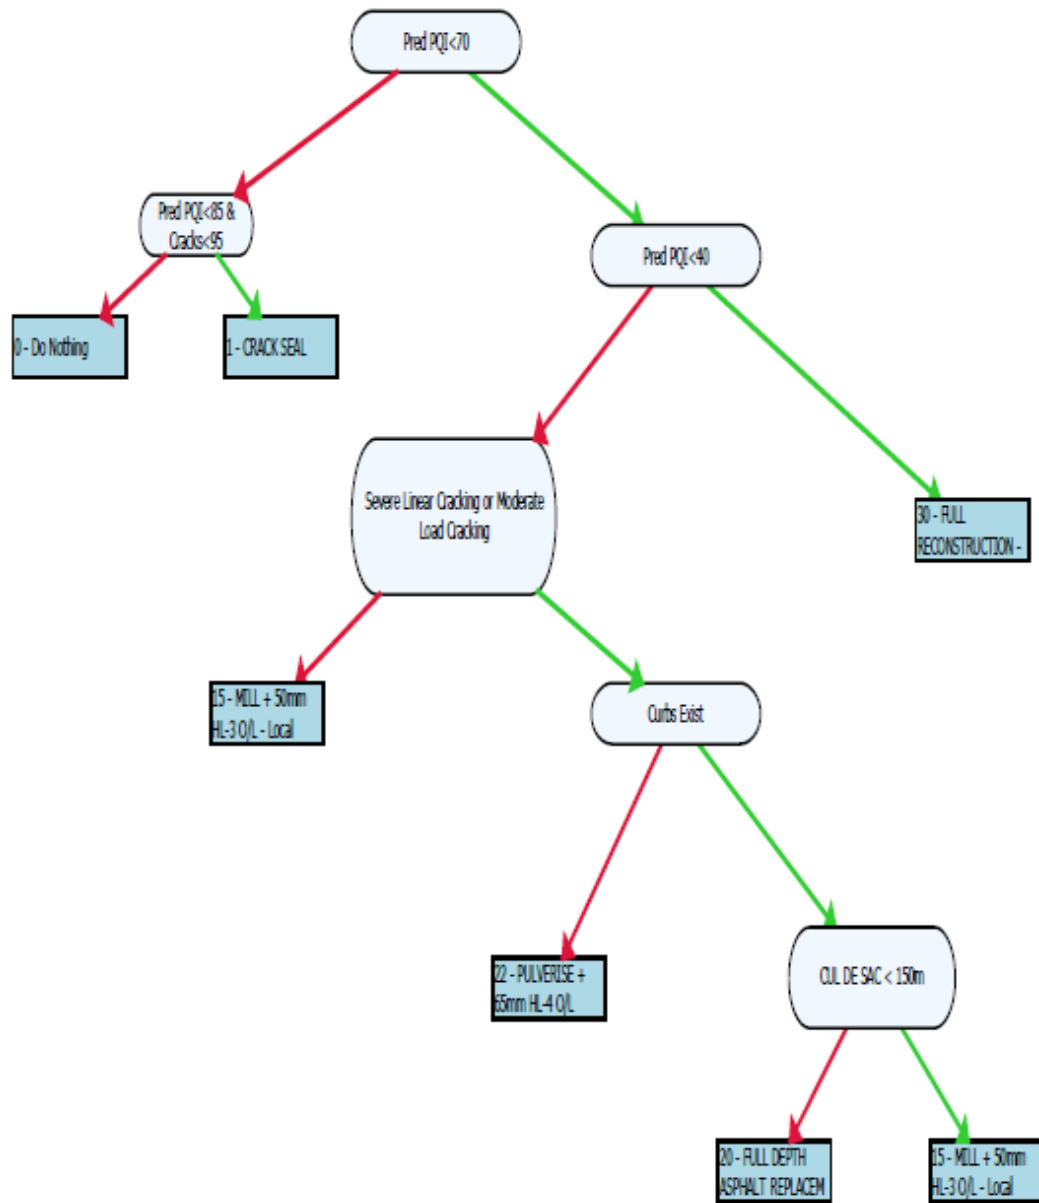 Pred PQI<70
Pred PQI<85 &
Cracks<95
Pred PQI<40
0 - Do Nothing
1 - CRACK SEAL
Severe Linear Cracking or Moderate
Load Cracking
30 - FULL
RECONSTRUCTION -
15 - MILL + 50mm
HL-3 O/L - Local
Curbs Exist
22 - PULVERISE +
65mm HL-4 O/L
CUL DE SAC < 150m
20 - FULL DEPTH
ASPHALT REPLACEM
15 - MILL + 50mm
HL-3 O/L - Local